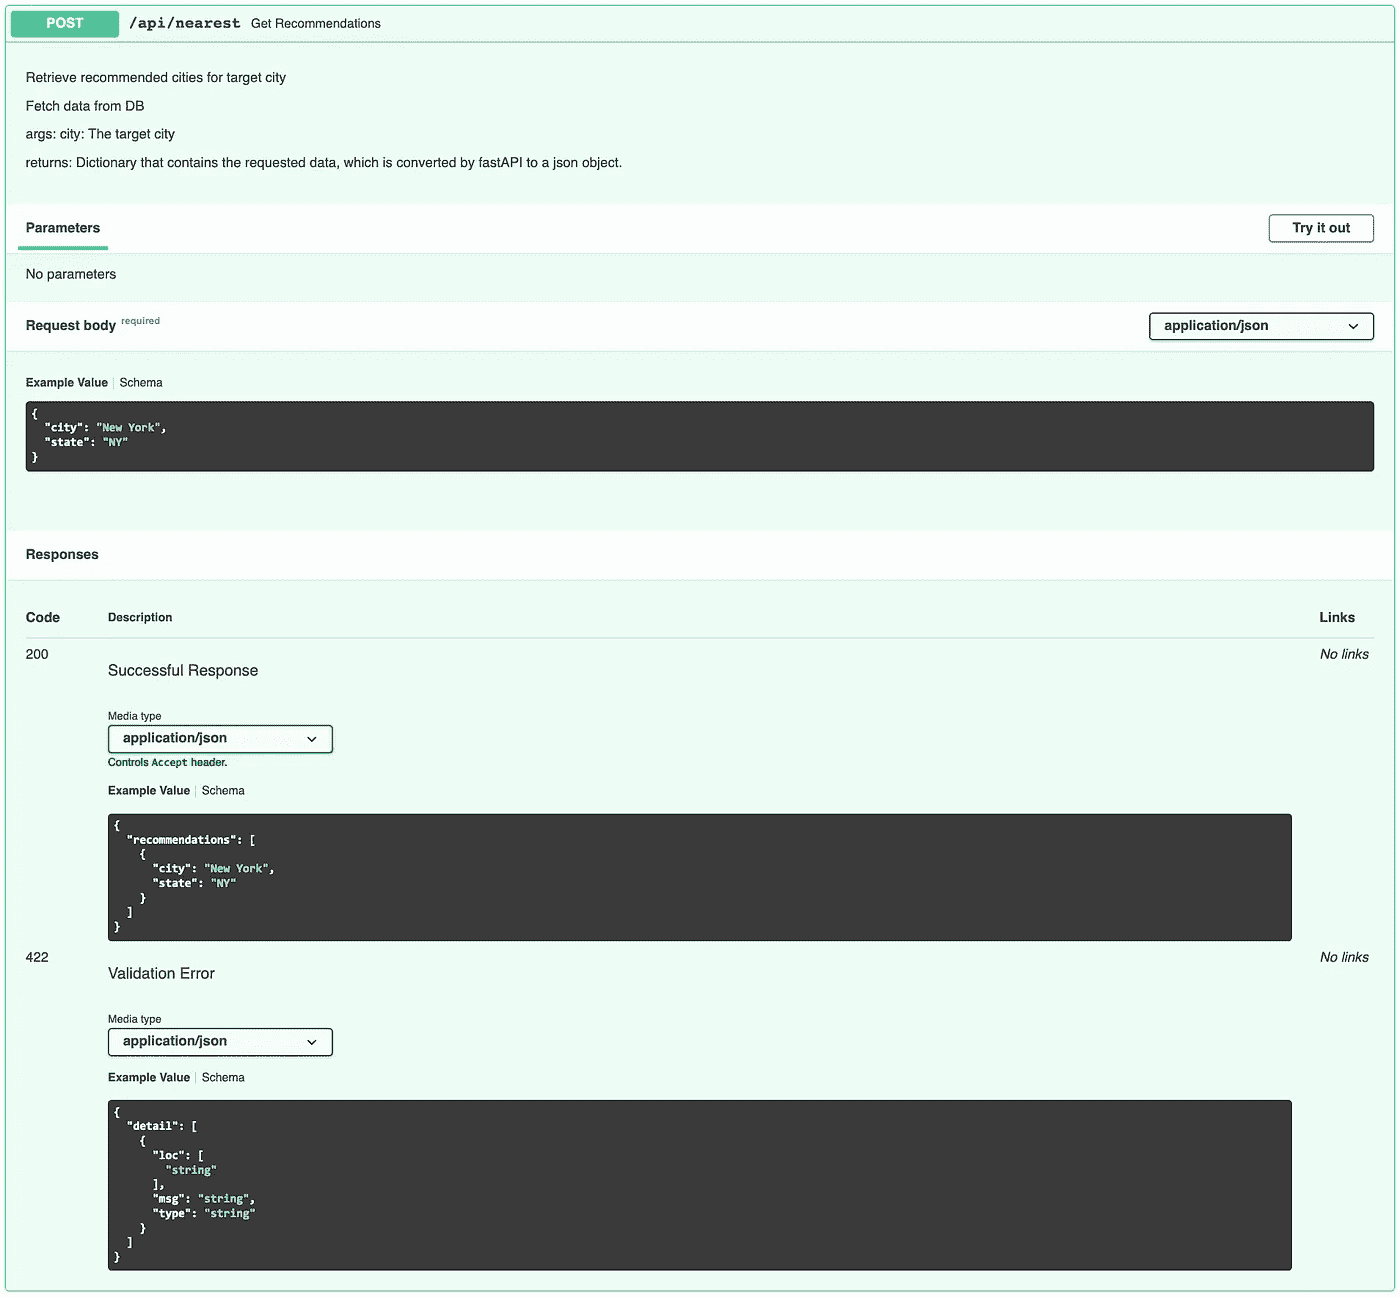 POST /api/nearest Get Recommendations
Retrieve recommended cities for target city
Fetch data from DB
args: city: The target city
returns: Dictionary that contains the requested data, which is converted by fastAPI to a json object.
Parameters
Try it out
No parameters
Request body required
application/json
Example Value Schema
{
"city": "New York",
"state": "NY"
}
Responses
Code Description Links
200 No links
Successful Response
Media type
application/json
Controls Accept header.
Example Value Schema
{
"recommendations": [
{
"city": "New York",
"state": "NY"
}
]
}
422 No links
Validation Error
Media type
application/json
Example Value Schema
{
"detail": [
{
"loc": [
"string"
],
"msg": "string",
"type": "string"
}
]
}